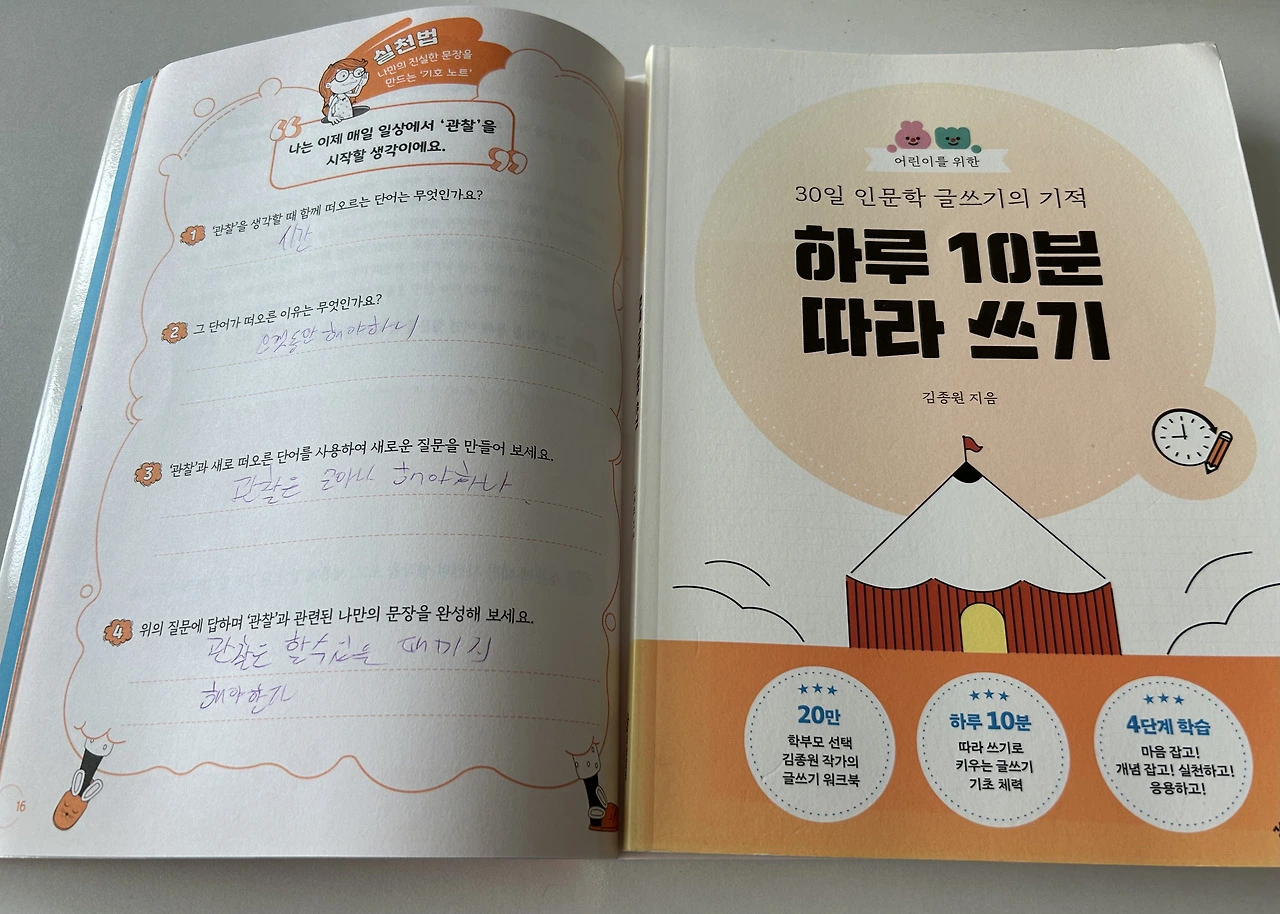 실천법
나만의 진실한 문장을
만드는 '기호 노트'
나는 이제 매일 일상에서 '관찰'을
시작할 생각이에요.
1 '관찰'을 생각할 때 함께 떠오르는 단어는 무엇인가요?
시간
2 그 단어가 떠오른 이유는 무엇인가요?
오랫동안 해야하니
3 '관찰'과 새로 떠오른 단어를 사용하여 새로운 질문을 만들어 보세요.
관찰은 해야하나
4 위의 질문에 답하며 '관찰'과 관련된 나만의 문장을 완성해 보세요.
관찰은 할수있을 때까지
해야한다
16
어린이를 위한
30일 인문학 글쓰기의 기적
하루 10분
따라 쓰기
김종원 지음
20만
학부모 선택
김종원 작가의
글쓰기 워크북
하루 10분
따라 쓰기로
키우는 글쓰기
기초 체력
4단계 학습
마음 잡고!
개념 잡고! 실천하고!
응용하고!